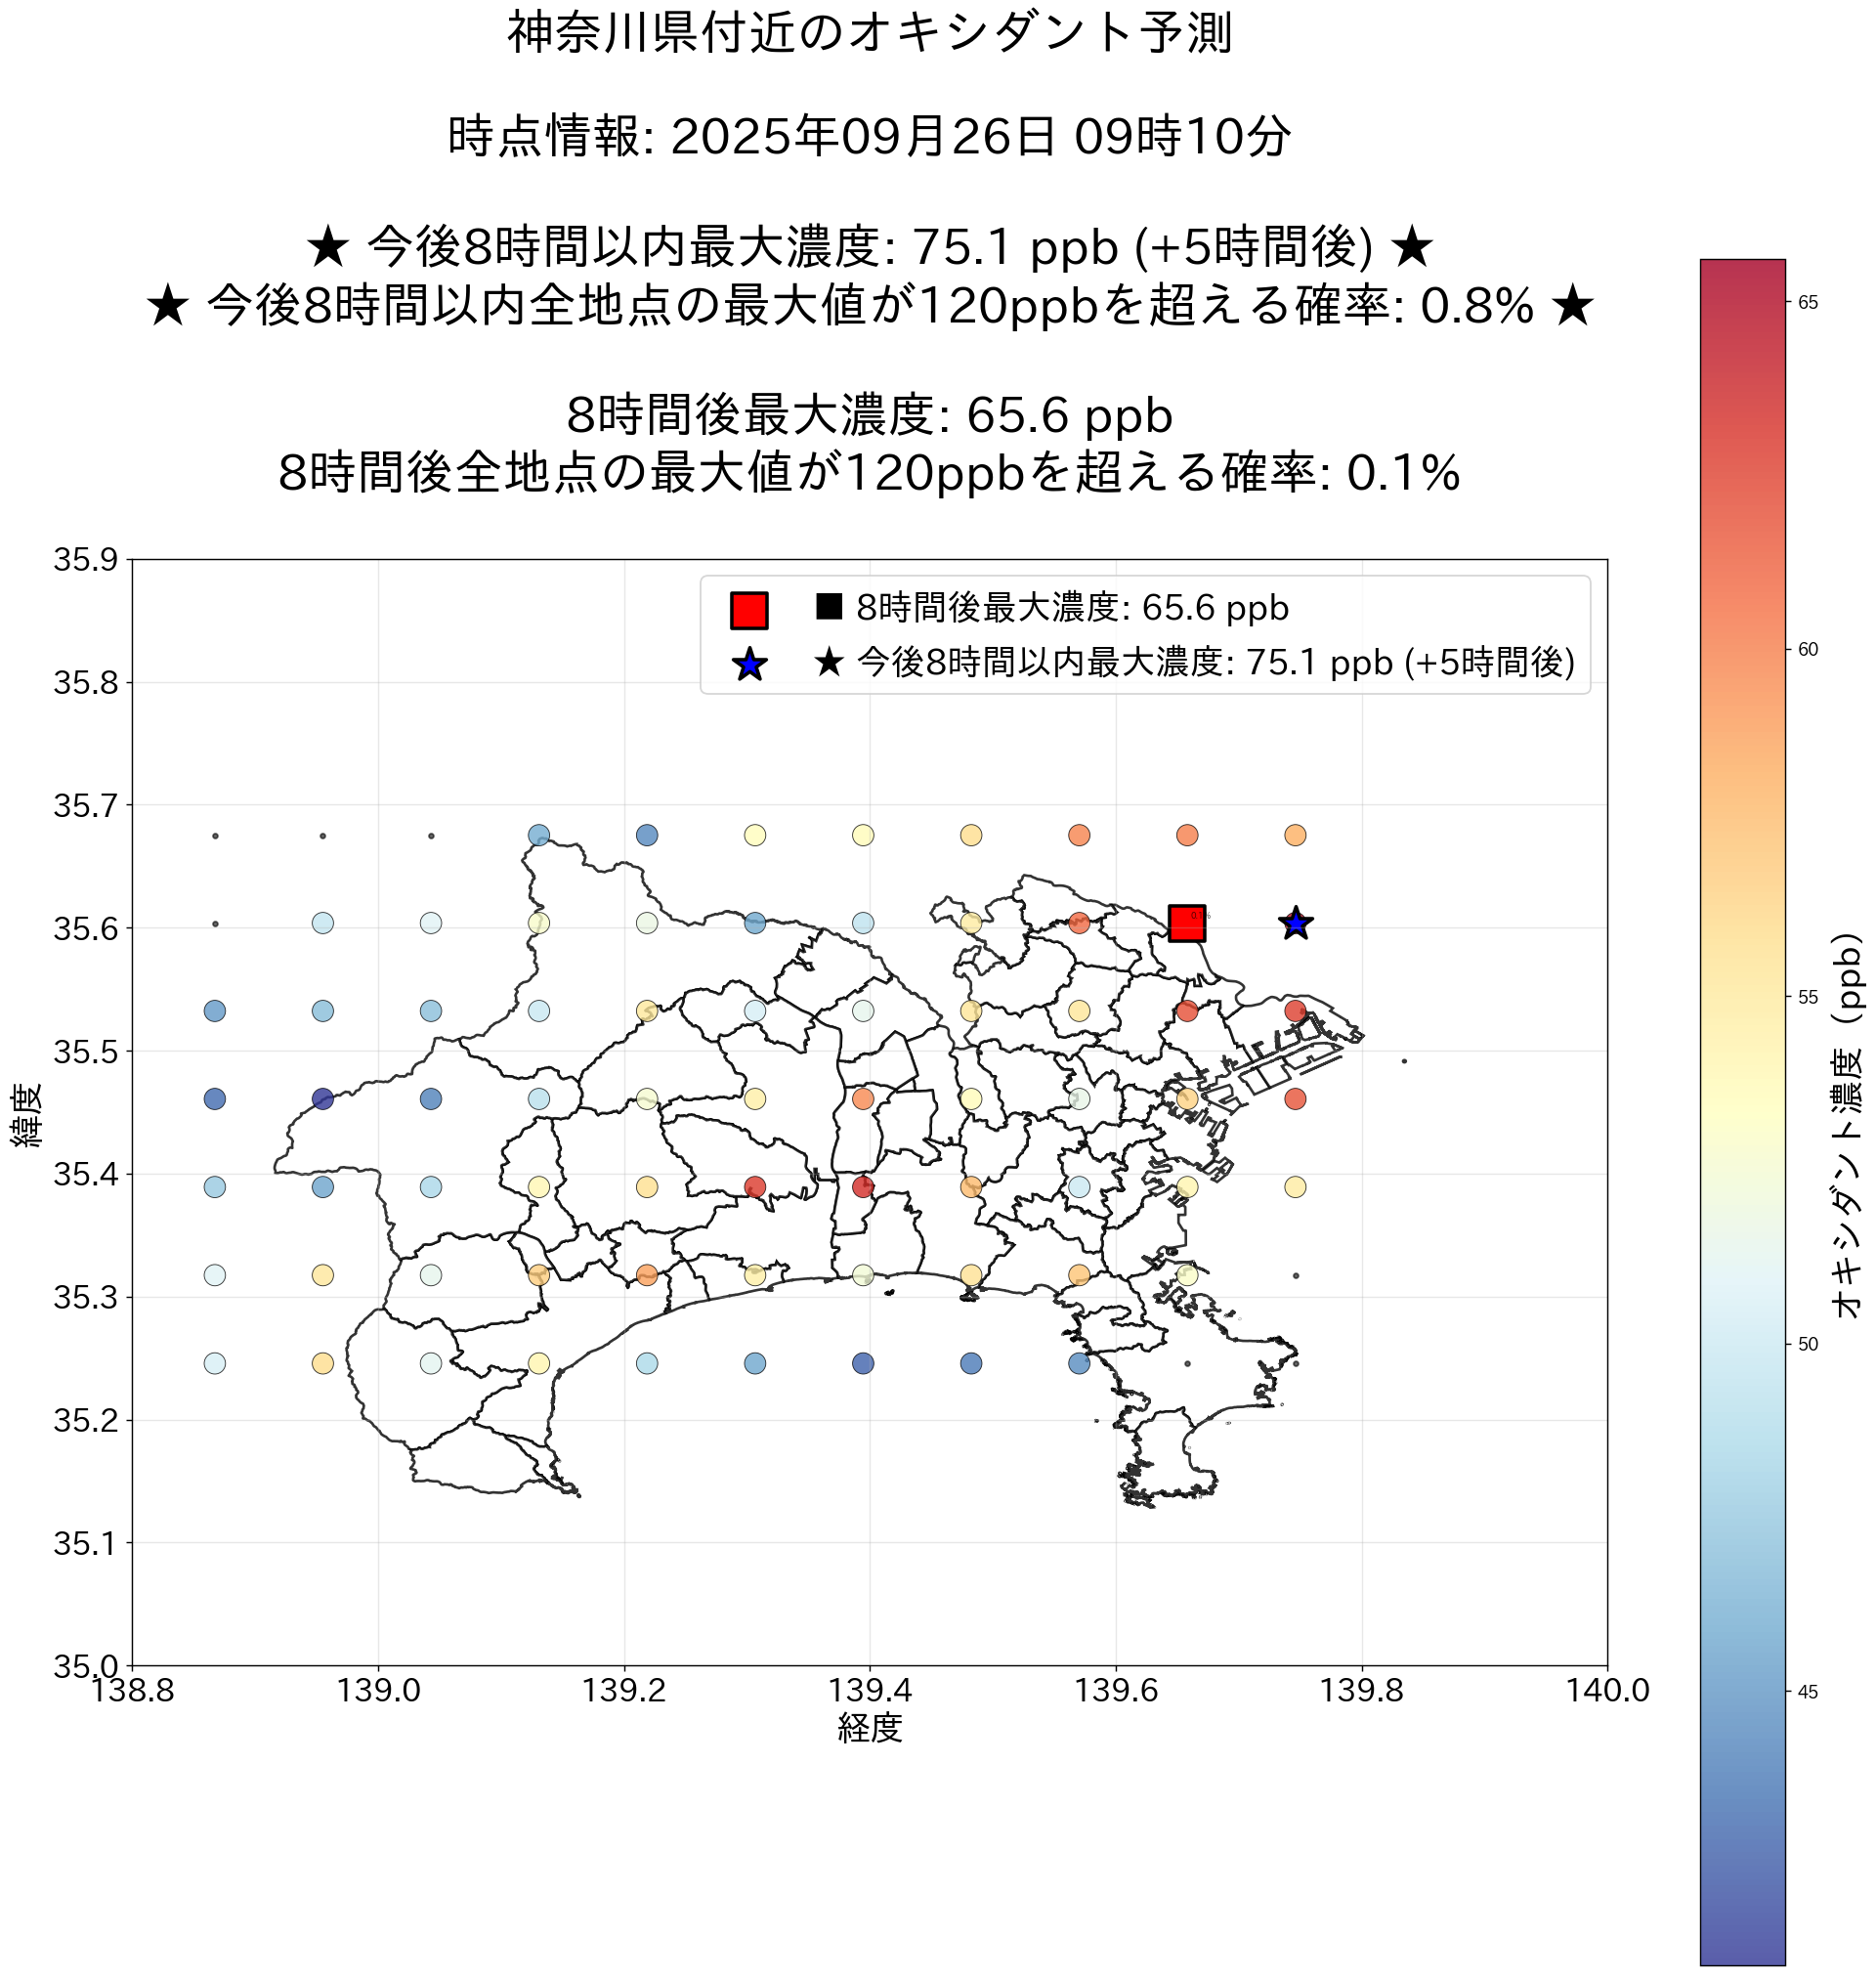 神奈川県付近のオキシダント予測
時点情報: 2025年09月26日 09時10分
★ 今後8時間以内最大濃度: 75.1 ppb (+5時間後) ★
★ 今後8時間以内全地点の最大値が120ppbを超える確率: 0.8% ★
8時間後最大濃度: 65.6 ppb
8時間後全地点の最大値が120ppbを超える確率: 0.1%
■ 8時間後最大濃度: 65.6 ppb
★ 今後8時間以内最大濃度: 75.1 ppb (+5時間後)
35.9
35.8
35.7
35.6
35.5
35.4
35.3
35.2
35.1
35.0
緯度
0.1%
138.8
139.0
139.2
139.4
139.6
139.8
140.0
経度
65
60
55
50
45
オキシダント濃度（ppb）